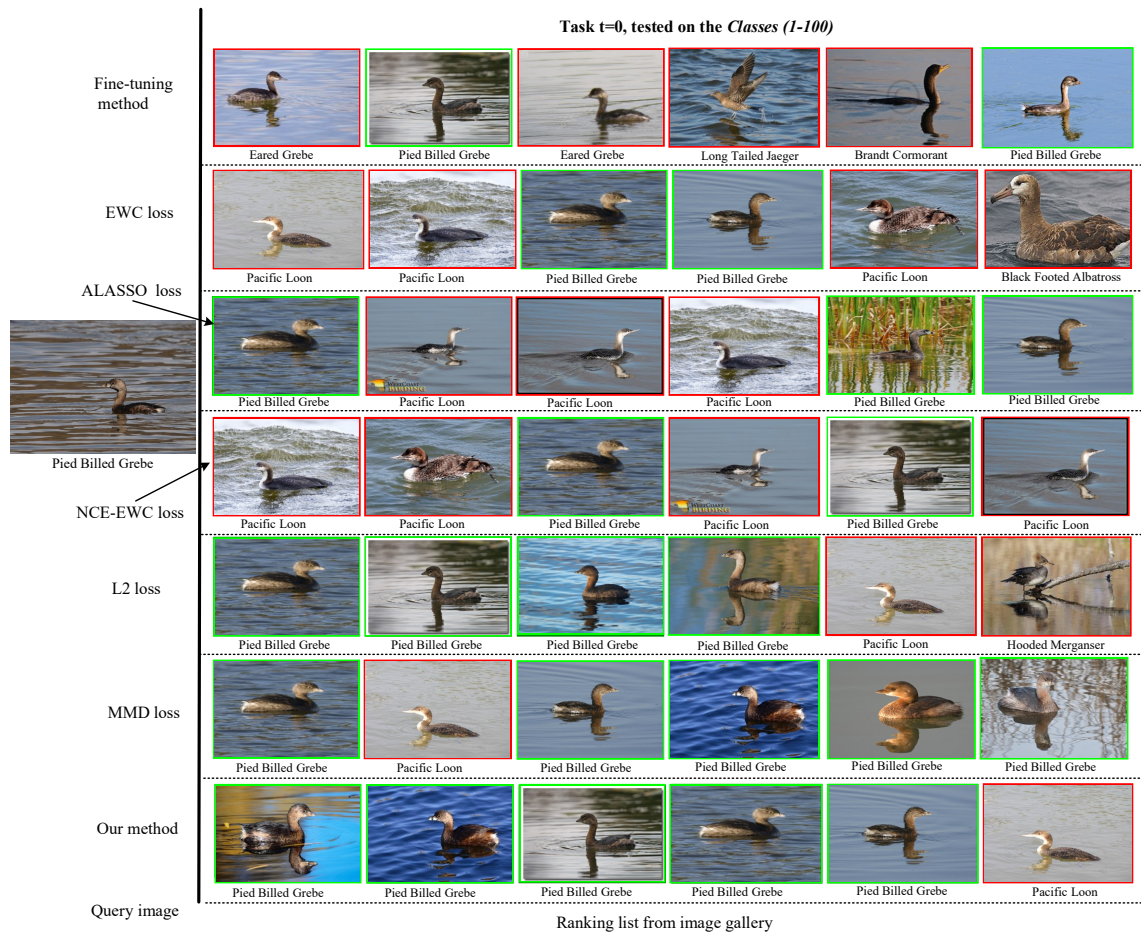 Task t=0, tested on the Classes (1-100)
Fine-tuning
method
Eared Grebe
Pied Billed Grebe
Eared Grebe
Long Tailed Jaeger
Brandt Cormorant
Pied Billed Grebe
EWC loss
Pacific Loon
Pacific Loon
Pied Billed Grebe
Pied Billed Grebe
Pacific Loon
Black Footed Albatross
ALASSO loss
BIRDING
Pied Billed Grebe
Pacific Loon
Pacific Loon
Pacific Loon
Pied Billed Grebe
Pied Billed Grebe
Pied Billed Grebe
NCE-EWC loss
BIRDING
Pacific Loon
Pacific Loon
Pied Billed Grebe
Pacific Loon
Pied Billed Grebe
Pacific Loon
L2 loss
Pied Billed Grebe
Pied Billed Grebe
Pied Billed Grebe
Pied Billed Grebe
Pacific Loon
Hooded Merganser
MMD loss
Pied Billed Grebe
Pacific Loon
Pied Billed Grebe
Pied Billed Grebe
Pied Billed Grebe
Pied Billed Grebe
Our method
Pied Billed Grebe
Pied Billed Grebe
Pied Billed Grebe
Pied Billed Grebe
Pied Billed Grebe
Pacific Loon
Query image
Ranking list from image gallery